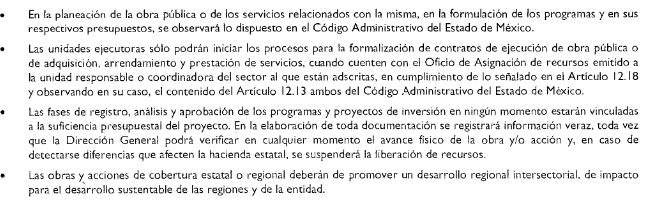 • En la planeación de la obra pública o de los servicios relacionados con la misma, en la formulación de los programas y en sus
respectivos presupuestos, se observará lo dispuesto en el Código Administrativo del Estado de México.
• Las unidades ejecutoras sólo podrán iniciar los procesos para la formalización de contratos de ejecución de obra pública o
de adquisición, arrendamiento y prestación de servicios, cuando cuenten con el Oficio de Asignación de recursos emitido a
la unidad responsable o coordinadora del sector al que están adscritas, en cumplimiento de lo señalado en el Artículo 12.18
y observando en su caso, el contenido del Artículo 12.13 ambos del Código Administrativo del Estado de México.
• Las fases de registro, análisis y aprobación de los programas y proyectos de inversión en ningún momento estarán vinculadas
a la suficiencia presupuestal del proyecto. En la elaboración de toda documentación se registrará información veraz, toda vez
que la Dirección General podrá verificar en cualquier momento el avance físico de la obra y/o acción y, en caso de
detectarse diferencias que afecten la hacienda estatal, se suspenderá la liberación de recursos.
• Las obras y acciones de cobertura estatal o regional deberán de promover un desarrollo regional intersectorial, de impacto
para el desarrollo sustentable de las regiones y de la entidad.